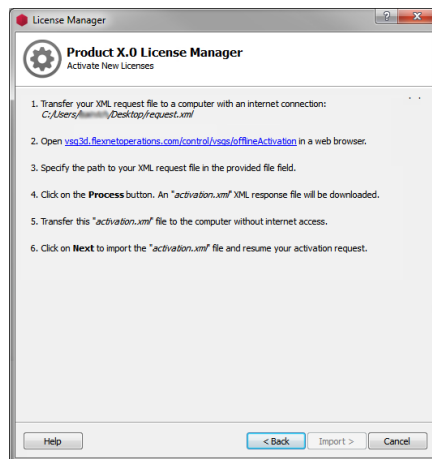 License Manager
Product X.0 License Manager
Activate New Licenses
1. Transfer your XML request file to a computer with an internet connection:
C:/Users/ /Desktop/request.xml
2. Open vsg3d.flexnetoperations.com/control/vsgs/offlineActivation in a web browser.
3. Specify the path to your XML request file in the provided file field.
4. Click on the Process button. An "activation.xml" XML response file will be downloaded.
5. Transfer this "activation.xml" file to the computer without internet access.
6. Click on Next to import the "activation.xml" file and resume your activation request.
Help
< Back
Import >
Cancel